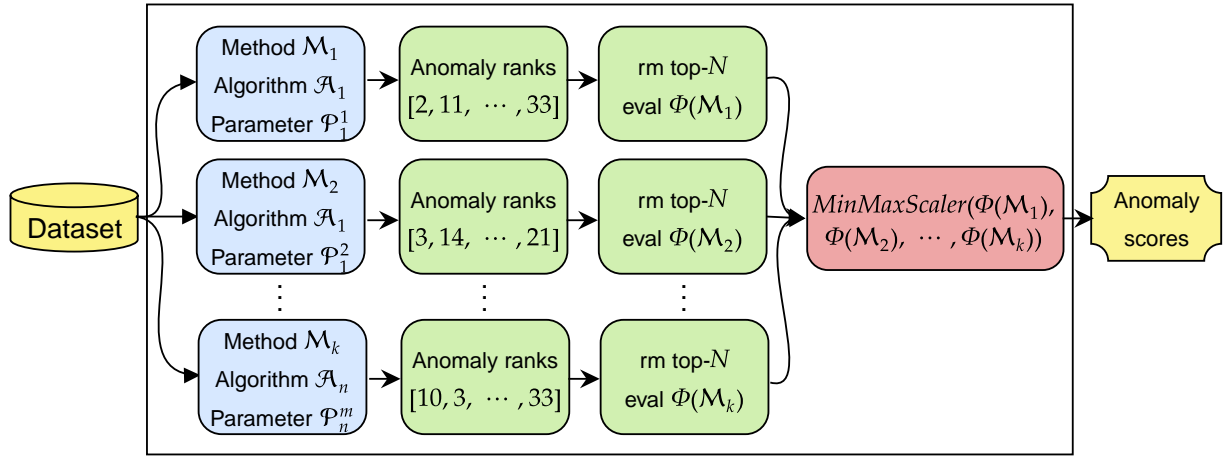 Dataset
Method ℳ₁
Algorithm 𝒜₁
Parameter 𝒫₁¹
Anomaly ranks
[2, 11, ⋯ , 33]
rm top-N
eval Φ(ℳ₁)
Method ℳ₂
Algorithm 𝒜₁
Parameter 𝒫₁²
Anomaly ranks
[3, 14, ⋯ , 21]
rm top-N
eval Φ(ℳ₂)
⋮ ⋮ ⋮
Method ℳₖ
Algorithm 𝒜ₙ
Parameter 𝒫ₙᵐ
Anomaly ranks
[10, 3, ⋯ , 33]
rm top-N
eval Φ(ℳₖ)
MinMaxScaler(Φ(ℳ₁),
Φ(ℳ₂), ⋯ , Φ(ℳₖ))
Anomaly
scores